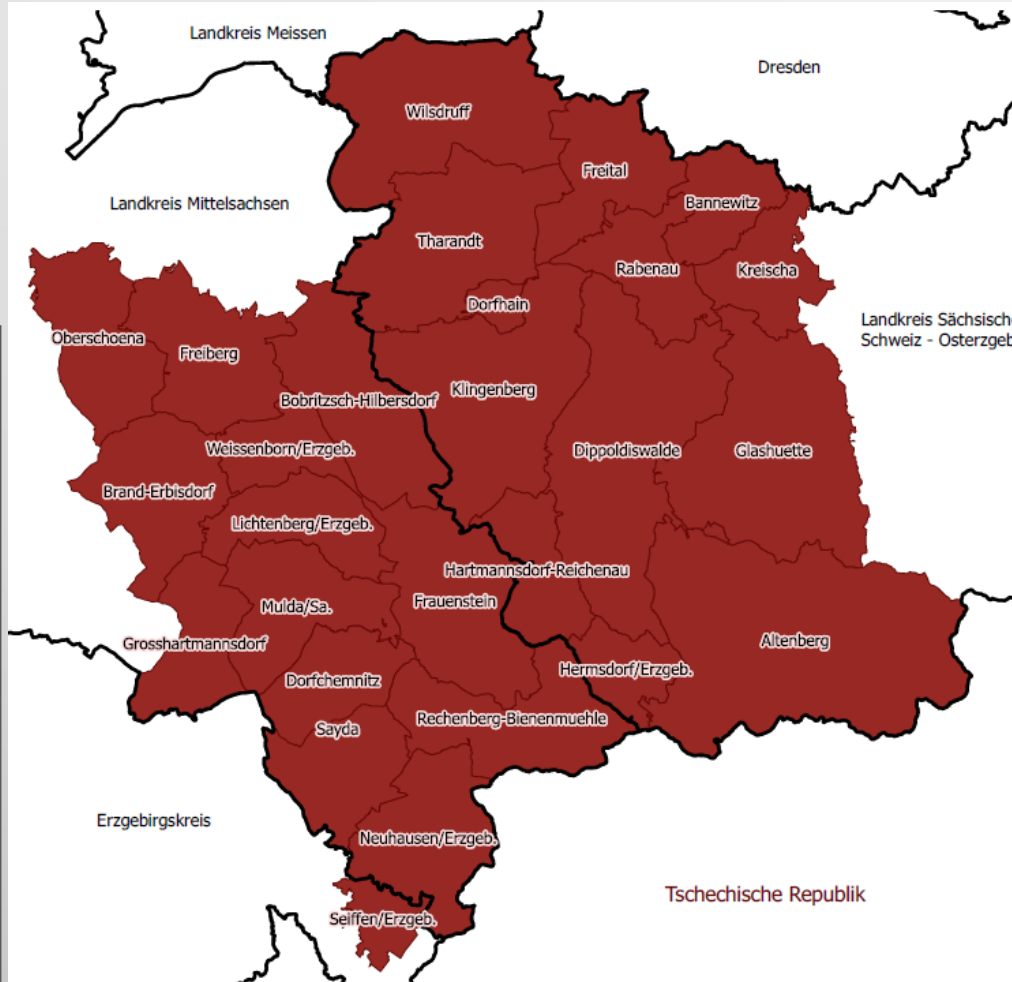 Landkreis Meissen
Dresden
Wilsdruff
Freital
Landkreis Mittelsachsen
Bannewitz
Tharandt
Rabenau
Kreischa
Dorfhain
Landkreis Sächsische
Schweiz - Osterzgeb
Oberschoena
Freiberg
Klingenberg
Bobritzsch-Hilbersdorf
Weissenborn/Erzgeb.
Dippoldiswalde
Glashuette
Brand-Erbisdorf
Lichtenberg/Erzgeb.
Hartmannsdorf-Reichenau
Frauenstein
Mulda/Sa.
Grosshartmannsdorf
Altenberg
Hermsdorf/Erzgeb.
Dorfchemnitz
Rechenberg-Bienenmuehle
Sayda
Erzgebirgskreis
Neuhausen/Erzgeb.
Tschechische Republik
Seiffen/Erzgeb.